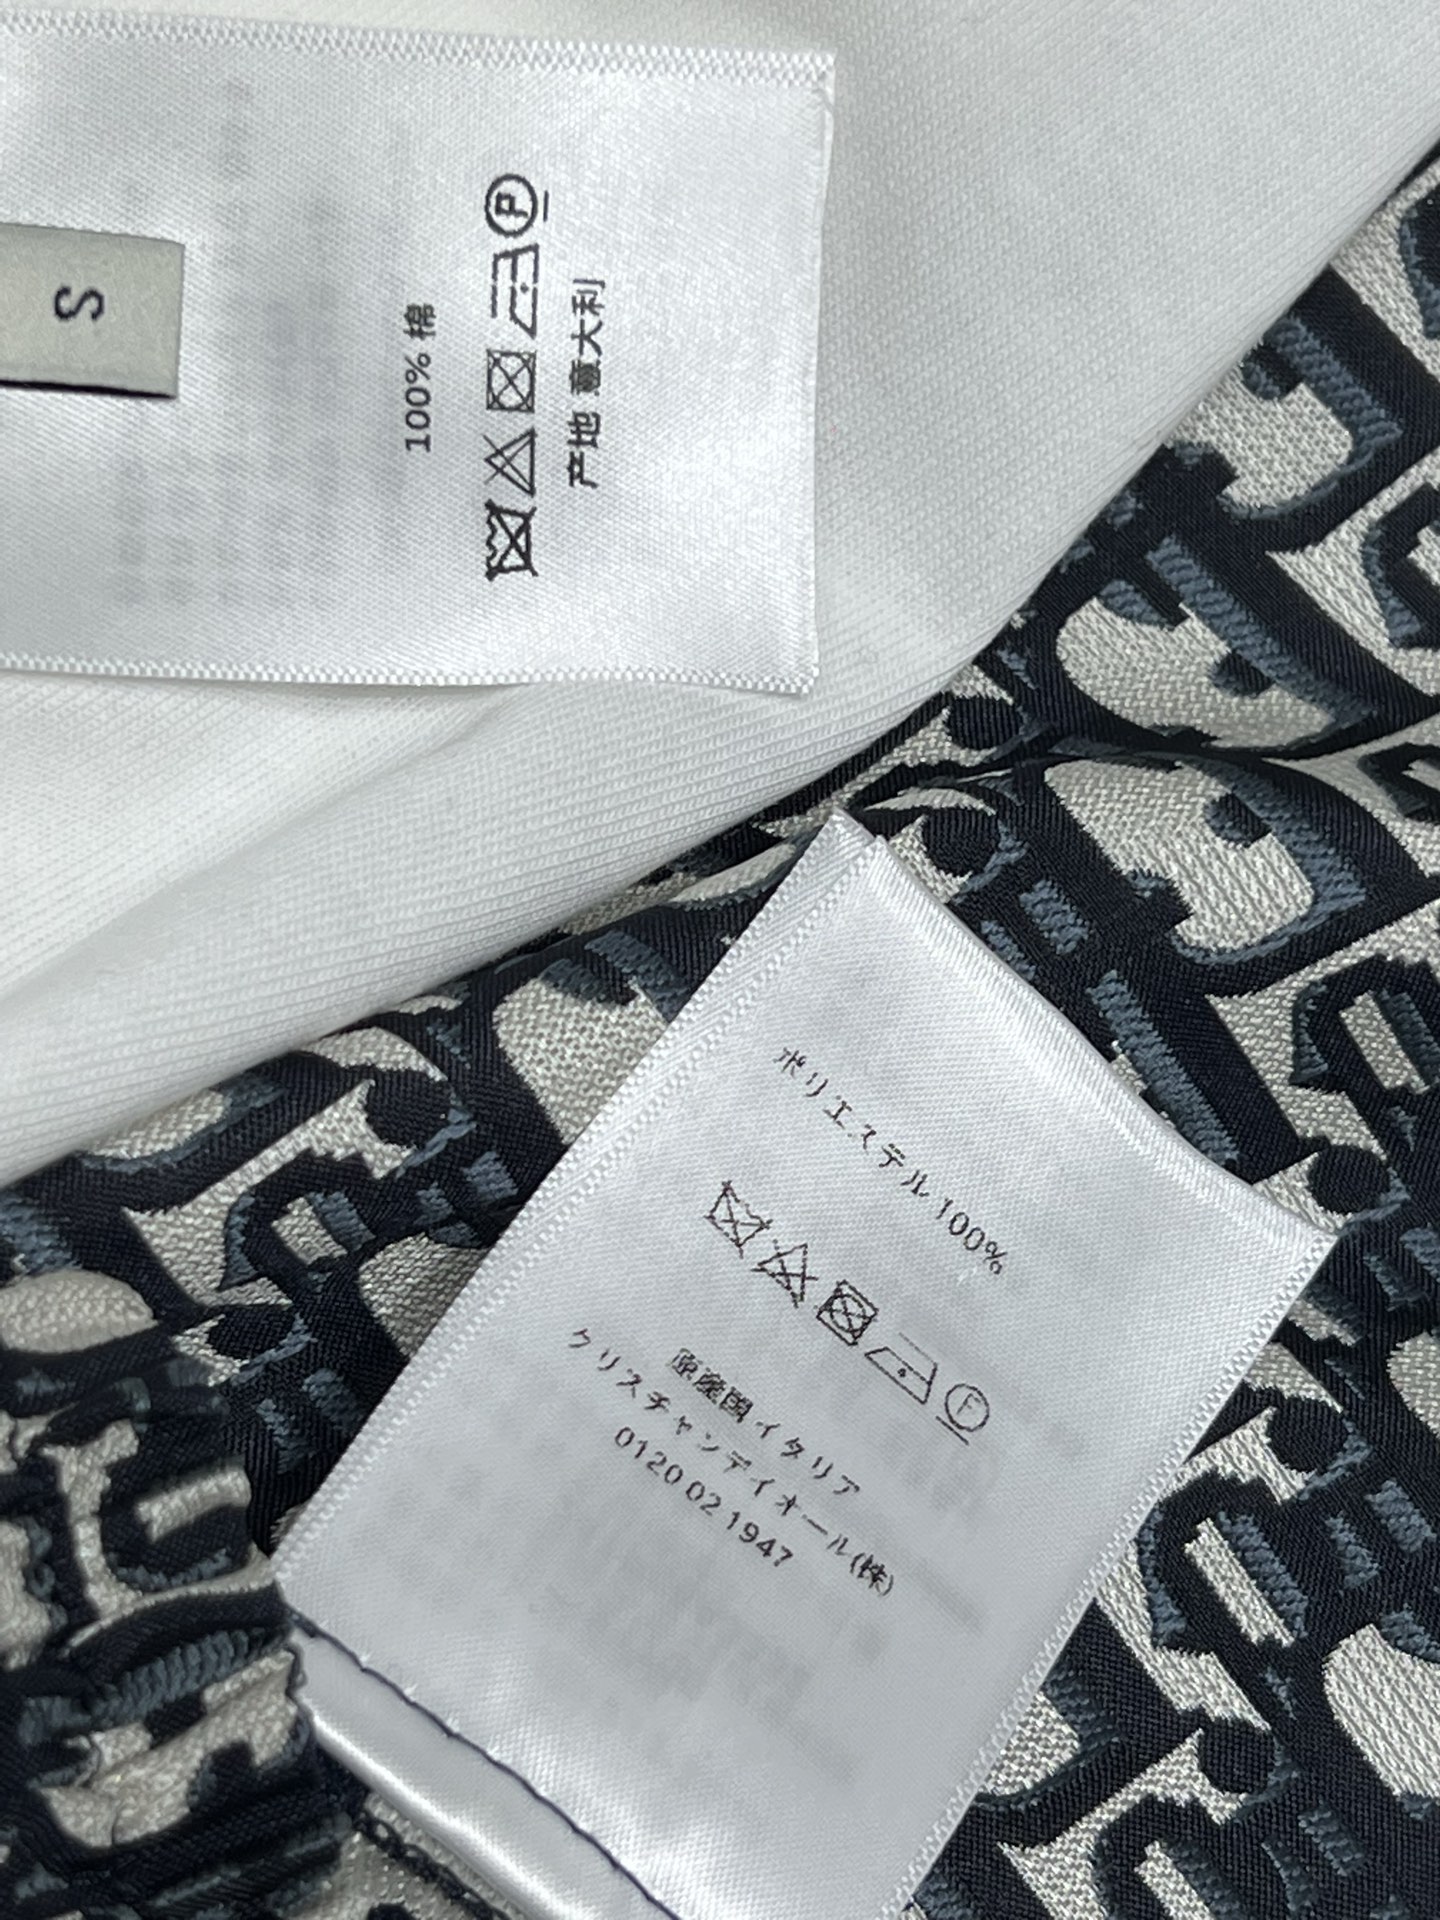 S
100% 棉
P
产地 意大利
ポリエステル 100%
F
原産国 イタリア
クリスチャンディオール(株)
0120 02 1947